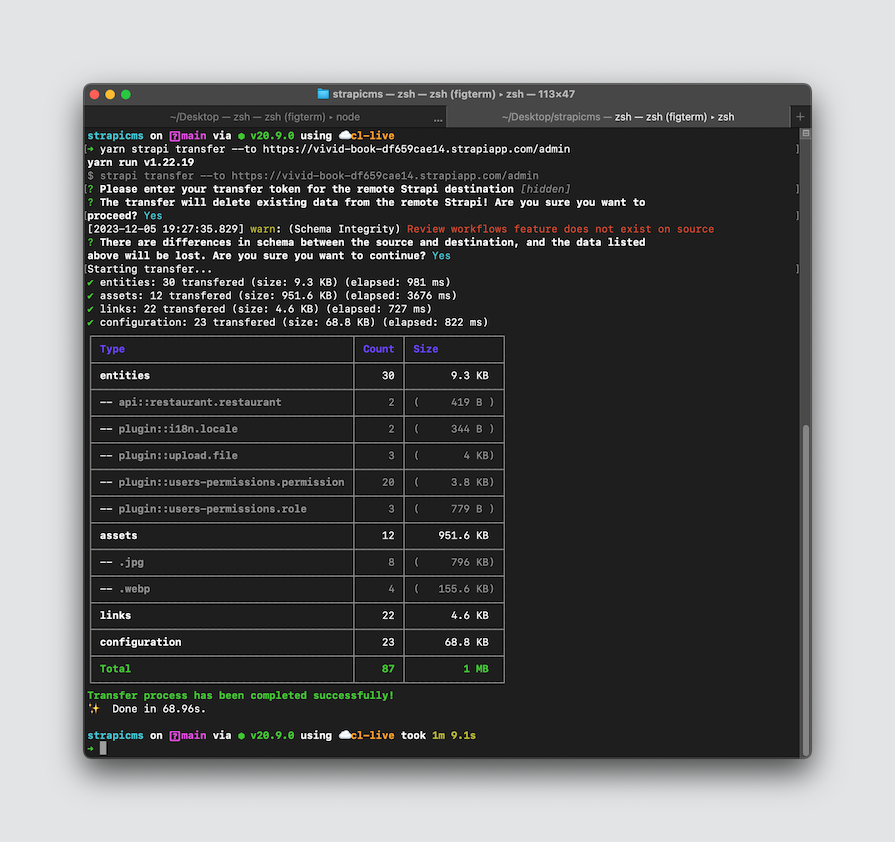 strapicms — zsh — zsh (figterm) ▸ zsh — 113×47
~/Desktop — zsh — zsh (figterm) ▸ node ...
~/Desktop/strapicms — zsh — zsh (figterm) ▸ zsh +
strapicms on [?]main via ⬢ v20.9.0 using ☁️cl-live
[➜ yarn strapi transfer --to https://vivid-book-df659cae14.strapiapp.com/admin ]
yarn run v1.22.19
$ strapi transfer --to https://vivid-book-df659cae14.strapiapp.com/admin
[? Please enter your transfer token for the remote Strapi destination [hidden] ]
? The transfer will delete existing data from the remote Strapi! Are you sure you want to
[proceed? Yes ]
[2023-12-05 19:27:35.829] warn: (Schema Integrity) Review workflows feature does not exist on source
? There are differences in schema between the source and destination, and the data listed
above will be lost. Are you sure you want to continue? Yes
[Starting transfer... ]
✔ entities: 30 transfered (size: 9.3 KB) (elapsed: 981 ms)
✔ assets: 12 transfered (size: 951.6 KB) (elapsed: 3676 ms)
✔ links: 22 transfered (size: 4.6 KB) (elapsed: 727 ms)
✔ configuration: 23 transfered (size: 68.8 KB) (elapsed: 822 ms)
Type Count Size
entities 30 9.3 KB
-- api::restaurant.restaurant 2 ( 419 B )
-- plugin::i18n.locale 2 ( 344 B )
-- plugin::upload.file 3 ( 4 KB)
-- plugin::users-permissions.permission 20 ( 3.8 KB)
-- plugin::users-permissions.role 3 ( 779 B )
assets 12 951.6 KB
-- .jpg 8 ( 796 KB)
-- .webp 4 ( 155.6 KB)
links 22 4.6 KB
configuration 23 68.8 KB
Total 87 1 MB
Transfer process has been completed successfully!
✨ Done in 68.96s.
strapicms on [?]main via ⬢ v20.9.0 using ☁️cl-live took 1m 9.1s
➜